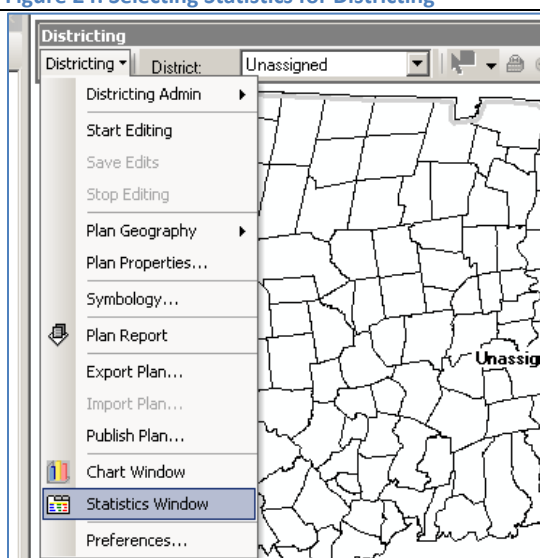 Figure 24: Selecting Statistics for Districting
Districting
Districting District: Unassigned
Districting Admin
Start Editing
Save Edits
Stop Editing
Plan Geography
Plan Properties...
Symbology...
Plan Report
Unassig
Export Plan...
Import Plan...
Publish Plan...
Chart Window
Statistics Window
Preferences...